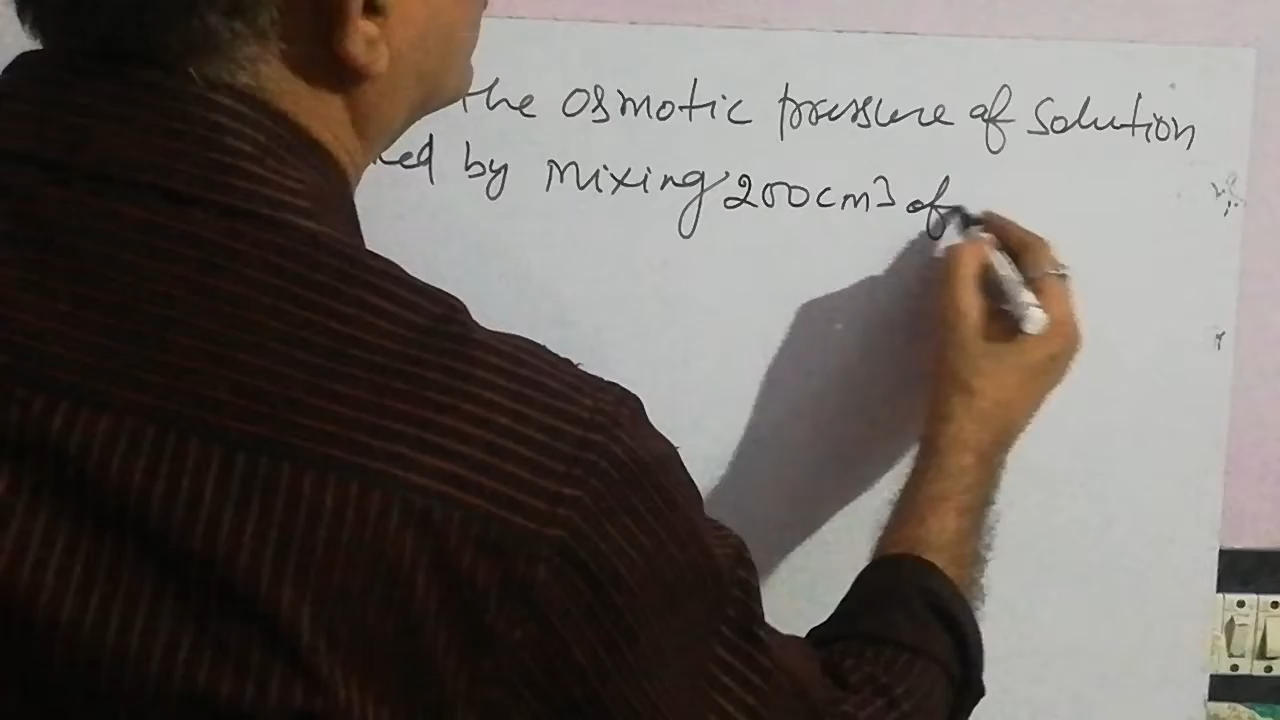 the osmotic pressure of solution
by mixing 200cm3 of